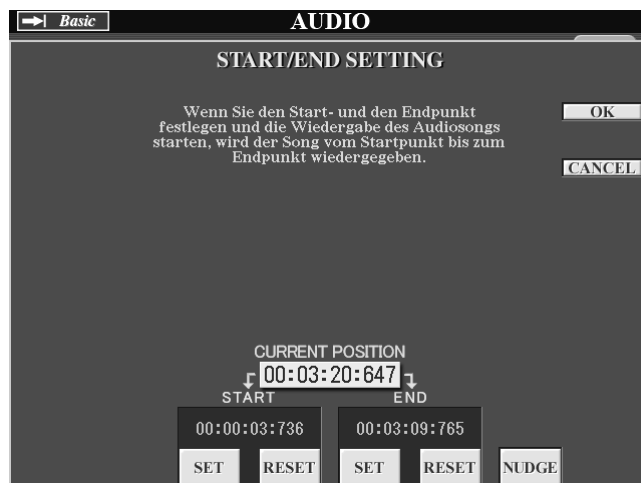 Basic
AUDIO
START/END SETTING
Wenn Sie den Start- und den Endpunkt
festlegen und die Wiedergabe des Audiosongs
starten, wird der Song vom Startpunkt bis zum
Endpunkt wiedergegeben.
OK
CANCEL
CURRENT POSITION
00:03:20:647
START END
00:00:03:736 00:03:09:765
SET RESET SET RESET NUDGE